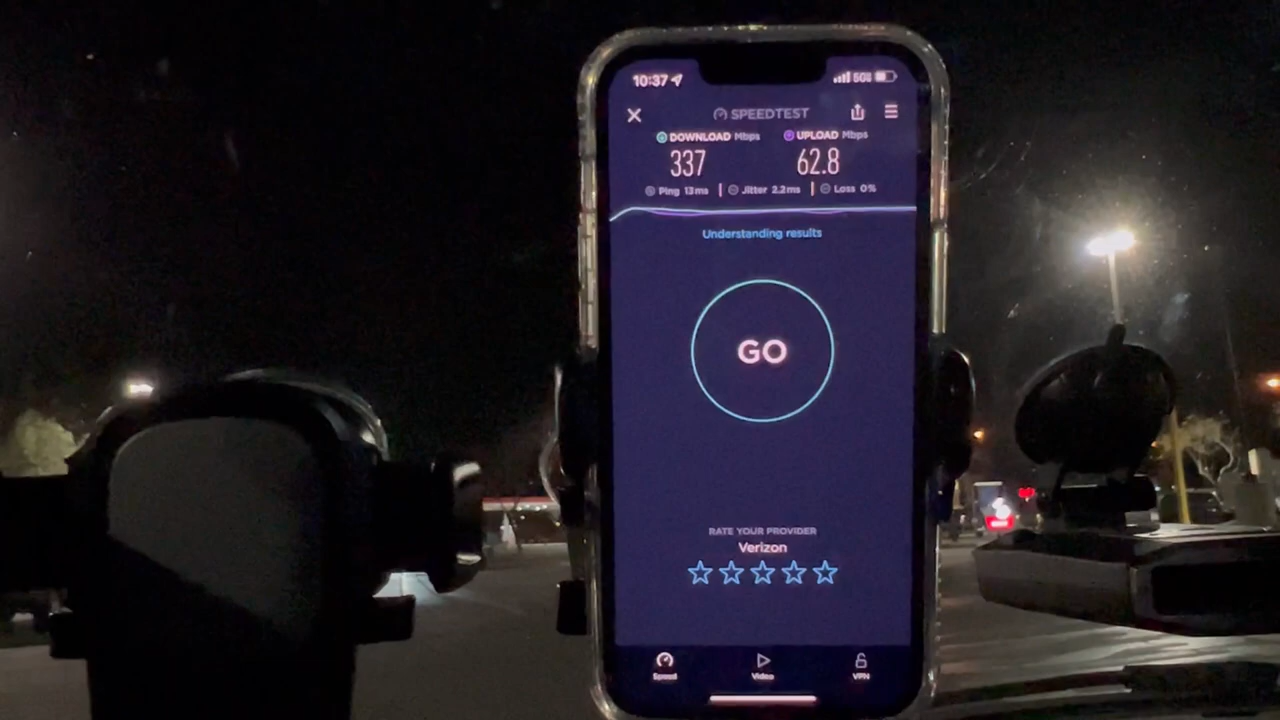 10:37 5G
SPEEDTEST
DOWNLOAD Mbps UPLOAD Mbps
337 62.8
Ping 13ms Jitter 2.2ms Loss 0%
Understanding results
GO
RATE YOUR PROVIDER
Verizon
Speed Video VPN